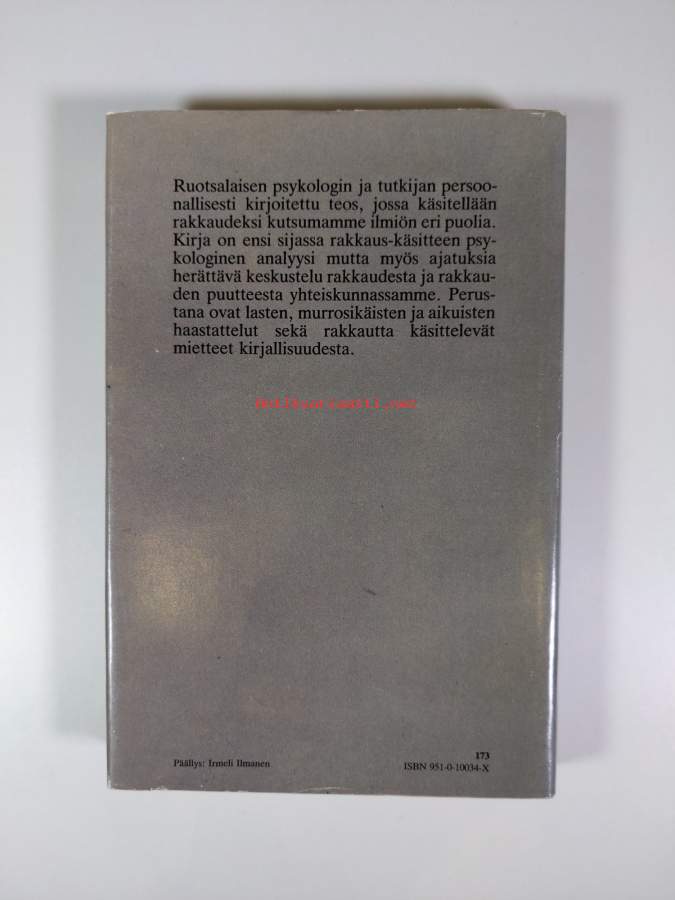 Ruotsalaisen psykologin ja tutkijan persoo-
nallisesti kirjoitettu teos, jossa käsitellään
rakkaudeksi kutsumamme ilmiön eri puolia.
Kirja on ensi sijassa rakkaus-käsitteen psy-
kologinen analyysi mutta myös ajatuksia
herättävä keskustelu rakkaudesta ja rakkau-
den puutteesta yhteiskunnassamme. Perus-
tana ovat lasten, murrosikäisten ja aikuisten
haastattelut sekä rakkautta käsittelevät
mietteet kirjallisuudesta.
173
Päällys: Irmeli Ilmanen
ISBN 951-0-10034-X